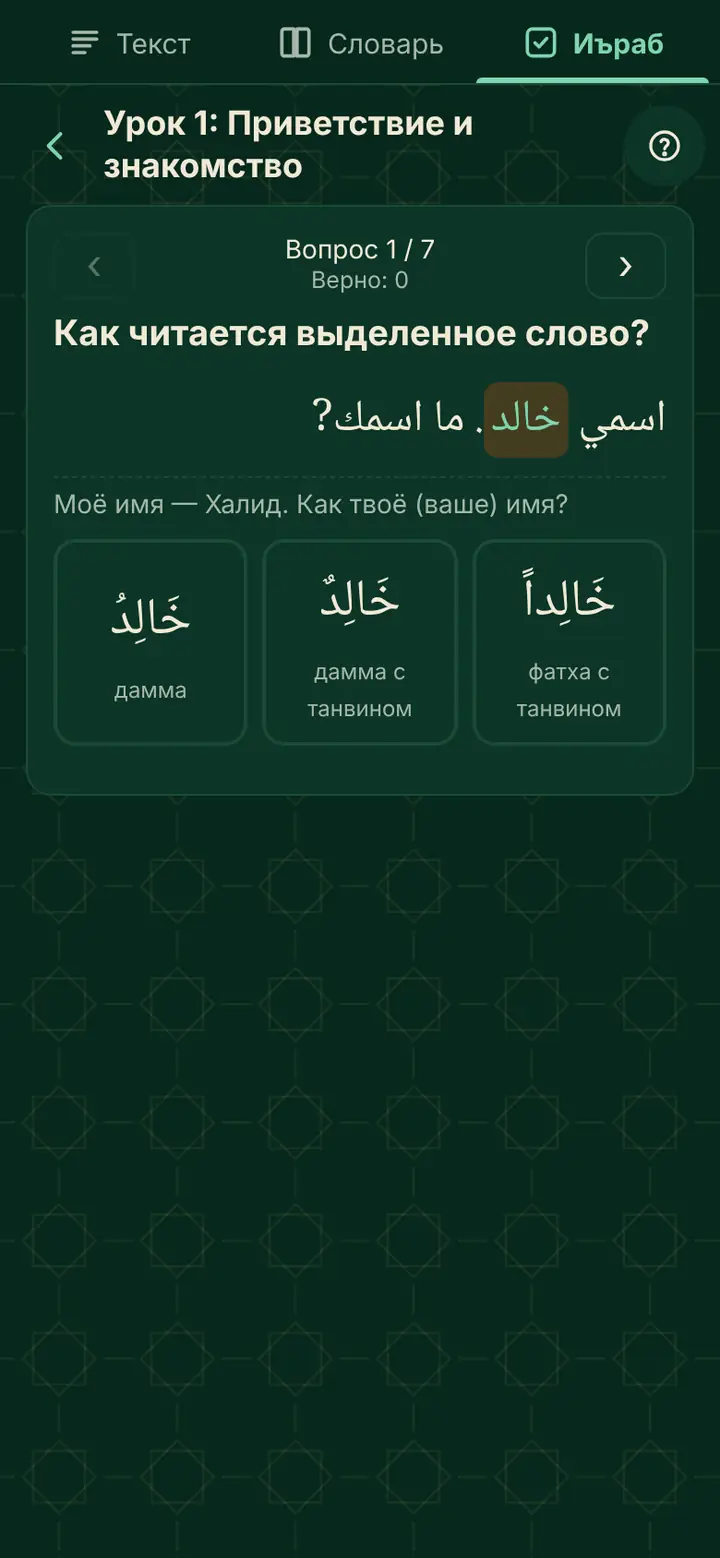 Текст
Словарь
Иъраб
Урок 1: Приветствие и
знакомство
Вопрос 1 / 7
Верно: 0
Как читается выделенное слово?
اسمي خالد. ما اسمك?
Моё имя — Халид. Как твоё (ваше) имя?
خَالِدُ
дамма
خَالِدٌ
дамма с
танвином
خَالِداً
фатха с
танвином